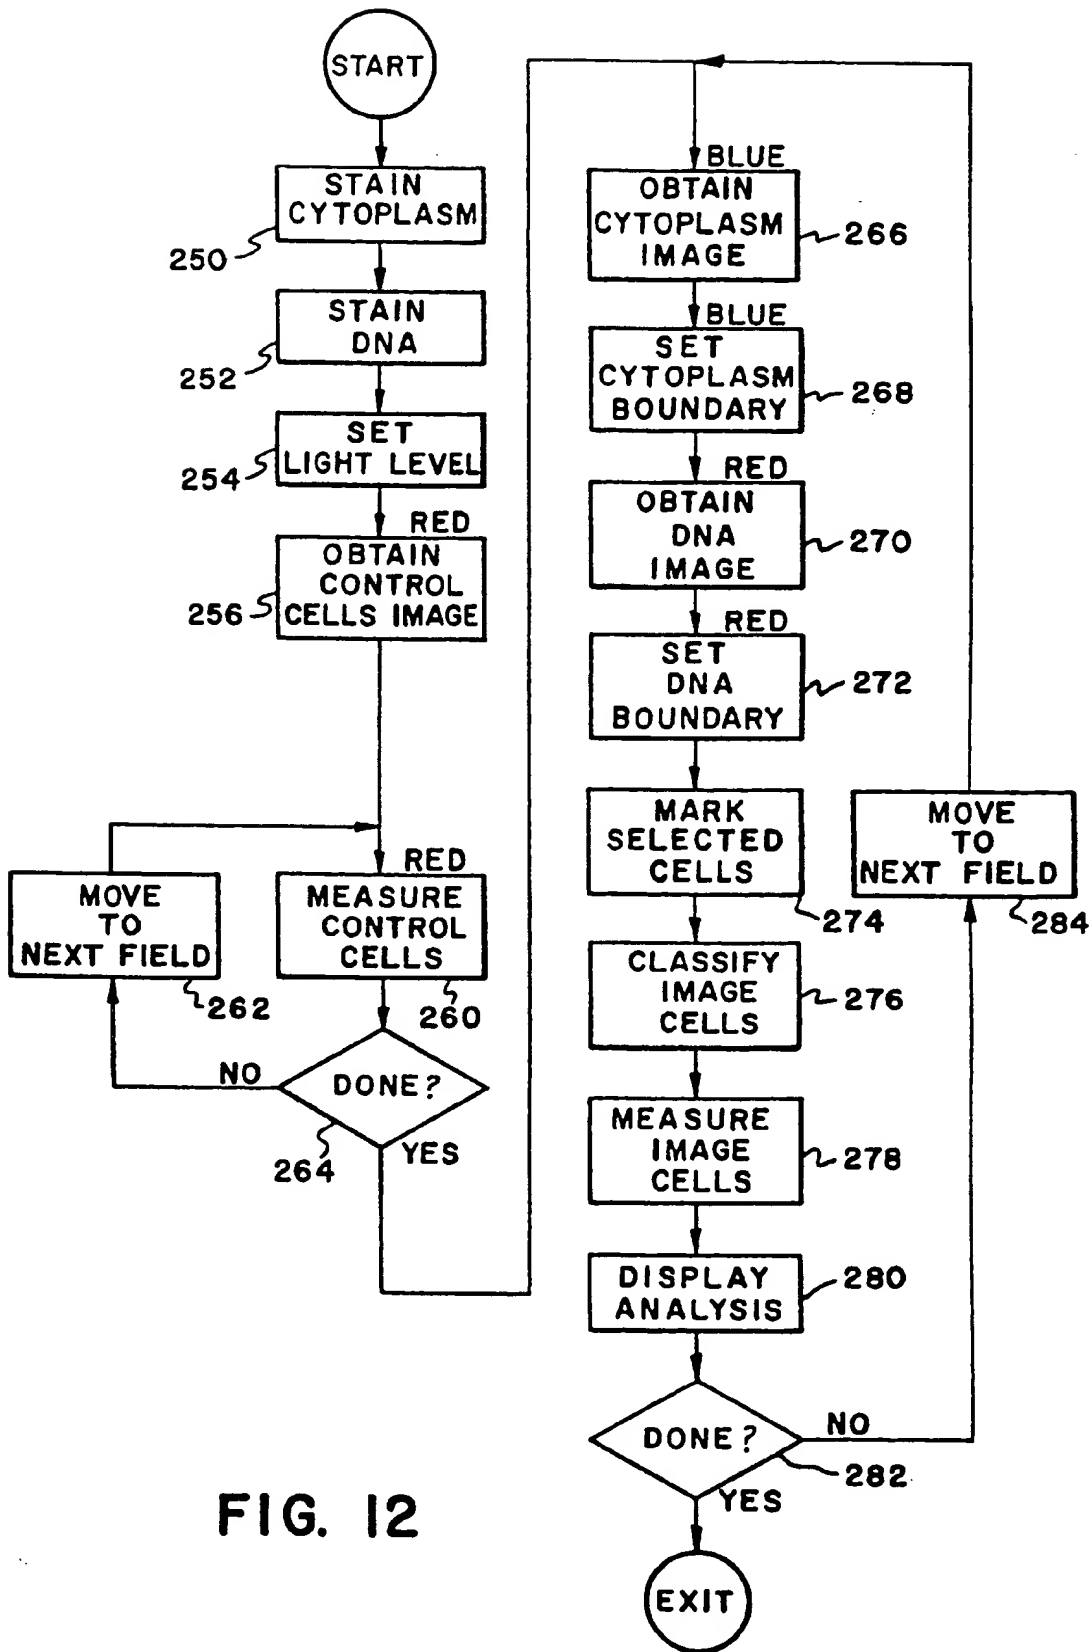 START
STAIN
CYTOPLASM
250
STAIN
DNA
252
SET
LIGHT LEVEL
254
RED
OBTAIN
CONTROL
CELLS IMAGE
256
RED
MEASURE
CONTROL
CELLS
260
MOVE
TO
NEXT FIELD
262
DONE?
264
NO
YES
BLUE
OBTAIN
CYTOPLASM
IMAGE
266
BLUE
SET
CYTOPLASM
BOUNDARY
268
RED
OBTAIN
DNA
IMAGE
270
RED
SET
DNA
BOUNDARY
272
MARK
SELECTED
CELLS
274
CLASSIFY
IMAGE
CELLS
276
MEASURE
IMAGE
CELLS
278
DISPLAY
ANALYSIS
280
DONE?
282
NO
YES
MOVE
TO
NEXT FIELD
284
EXIT
FIG. 12